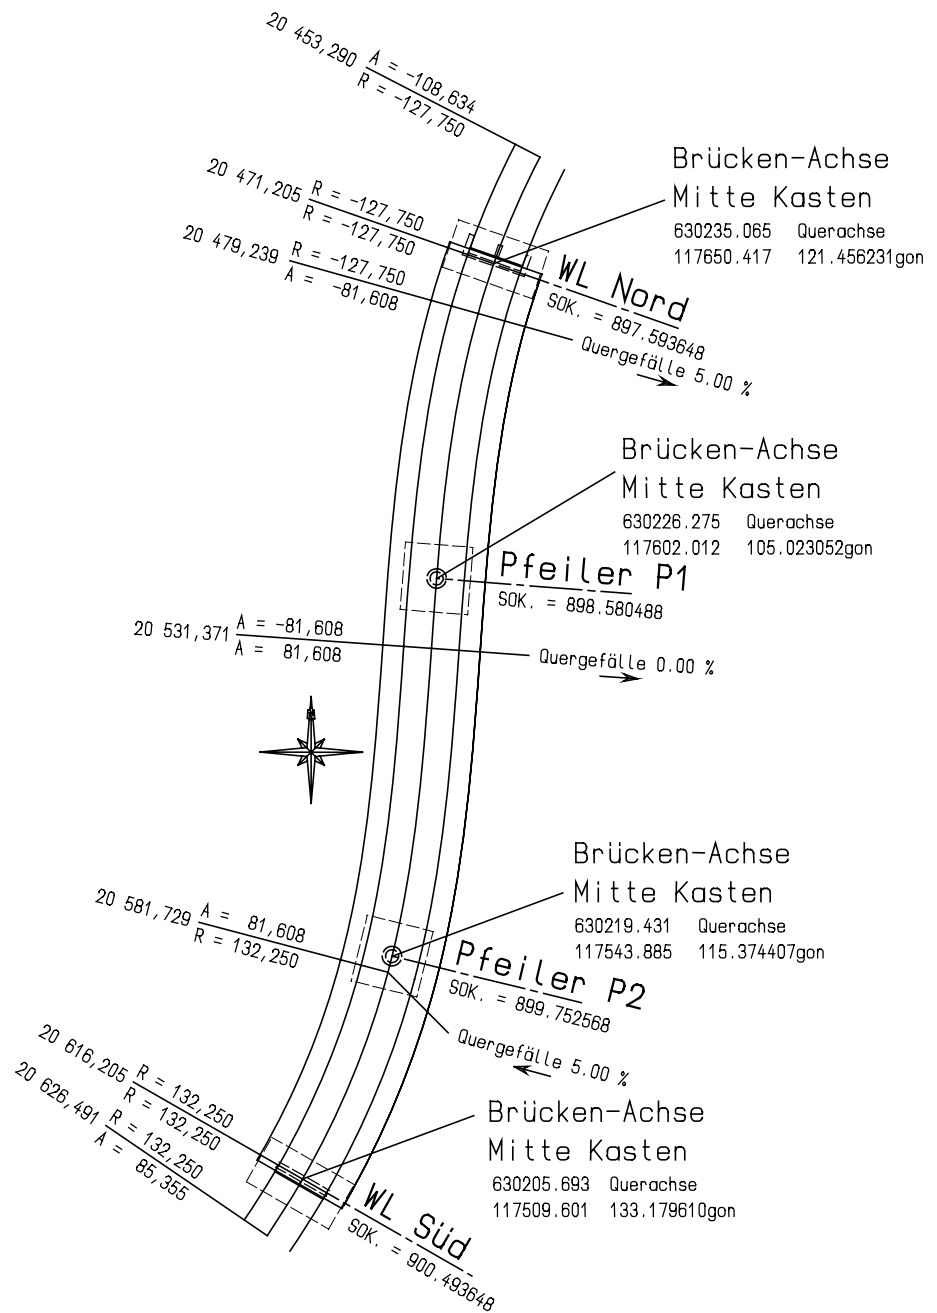 20 453,290
A = -108,634
R = -127,750
Brücken-Achse
Mitte Kasten
630235.065 Querachse
117650.417 121.456231gon
20 471,205
R = -127,750
R = -127,750
20 479,239
R = -127,750
A = -81,608
WL Nord
SOK. = 897.593648
Quergefälle 5.00 %
Brücken-Achse
Mitte Kasten
630226.275 Querachse
117602.012 105.023052gon
Pfeiler P1
SOK. = 898.580488
20 531,371
A = -81,608
A = 81,608
Quergefälle 0.00 %
N
Brücken-Achse
Mitte Kasten
630219.431 Querachse
117543.885 115.374407gon
20 581,729
A = 81,608
R = 132,250
Pfeiler P2
SOK. = 899.752568
Quergefälle 5.00 %
20 616,205
R = 132,250
R = 132,250
20 626,491
R = 132,250
A = 85,355
Brücken-Achse
Mitte Kasten
630205.693 Querachse
117509.601 133.179610gon
WL Süd
SOK. = 900.493648